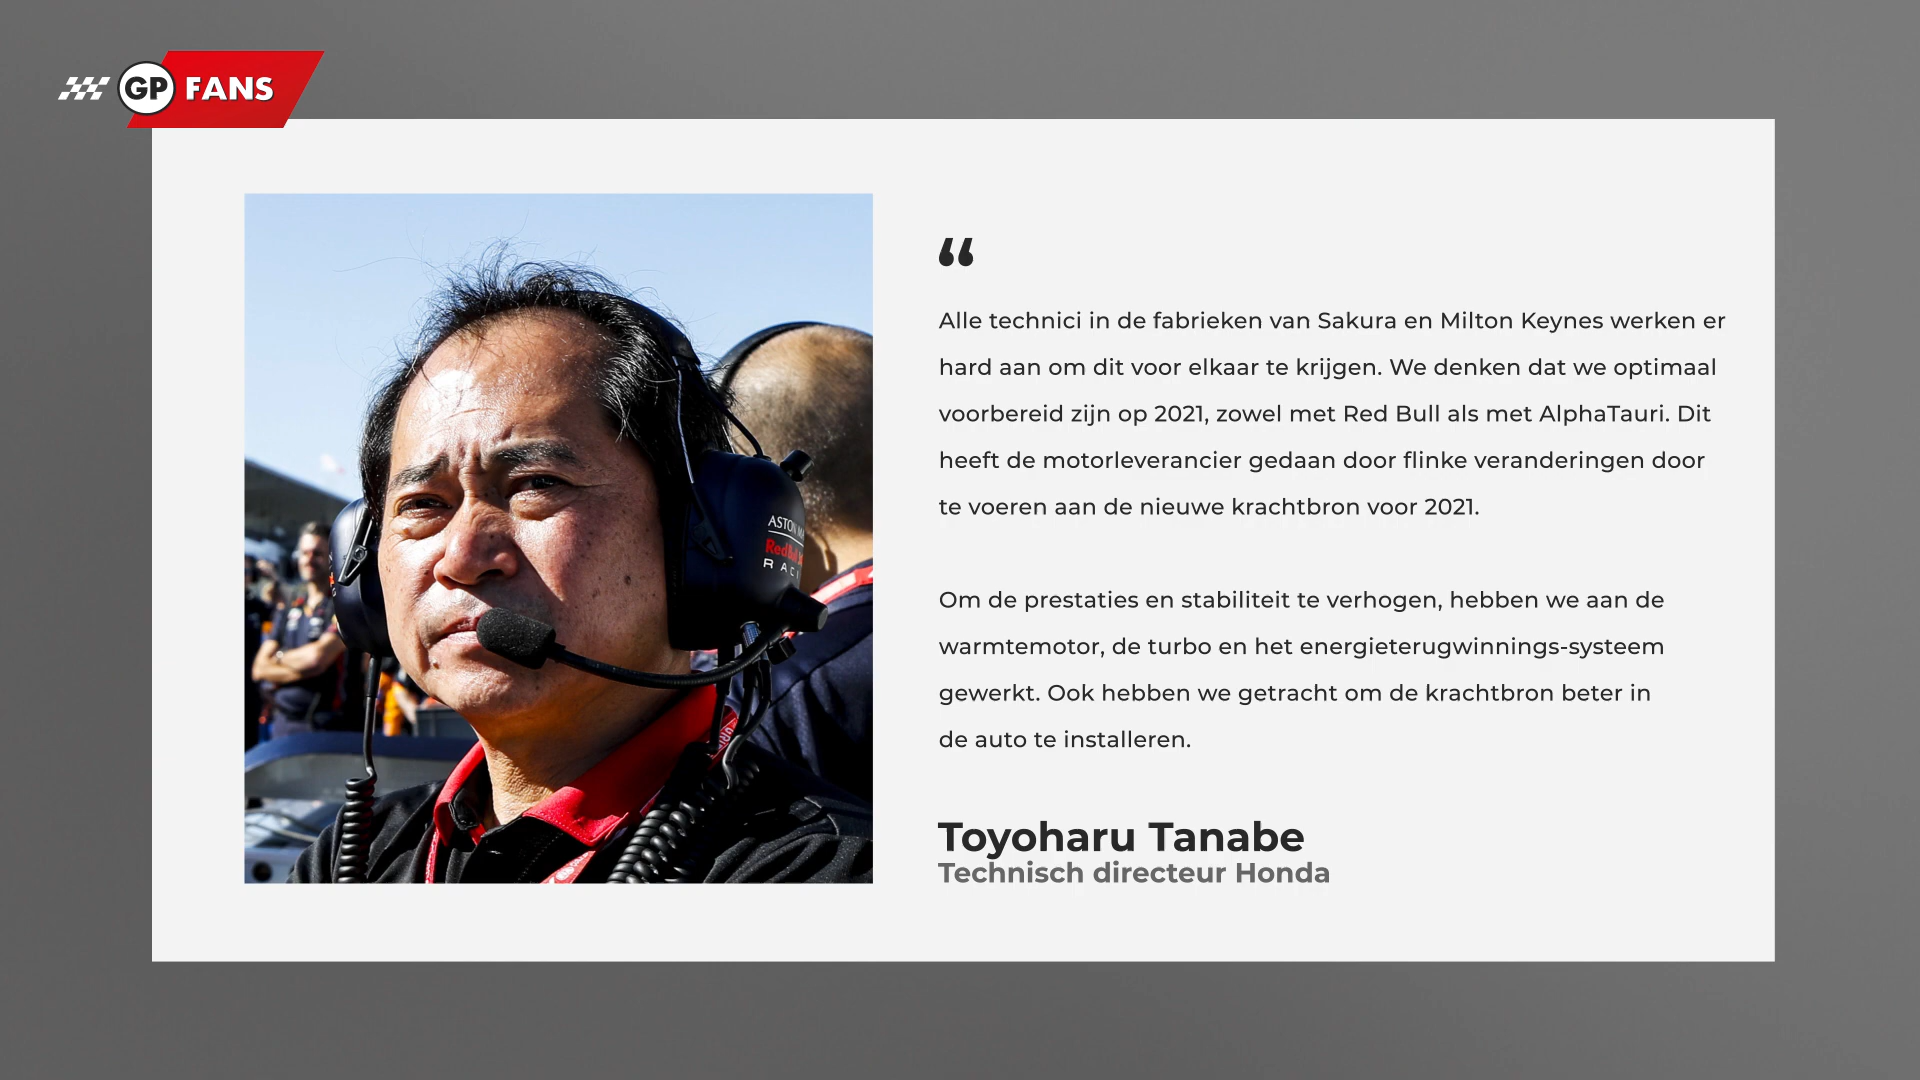 GP FANS
“
Alle technici in de fabrieken van Sakura en Milton Keynes werken er
hard aan om dit voor elkaar te krijgen. We denken dat we optimaal
voorbereid zijn op 2021, zowel met Red Bull als met AlphaTauri. Dit
heeft de motorleverancier gedaan door flinke veranderingen door
te voeren aan de nieuwe krachtbron voor 2021.
Om de prestaties en stabiliteit te verhogen, hebben we aan de
warmtemotor, de turbo en het energieterugwinnings-systeem
gewerkt. Ook hebben we getracht om de krachtbron beter in
de auto te installeren.
Toyoharu Tanabe
Technisch directeur Honda
ASTON
Red Bull